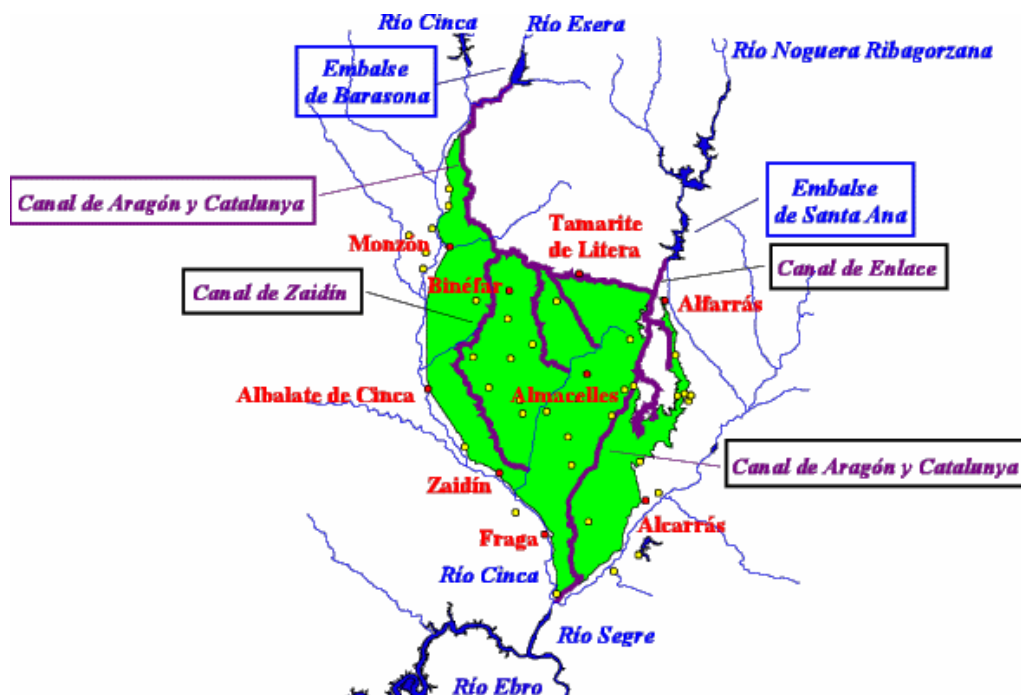 Río Cinca
Río Esera
Río Noguera Ribagorzana
Embalse
de Barasona
Canal de Aragón y Catalunya
Embalse
de Santa Ana
Tamarite
de Litera
Monzón
Canal de Enlace
Binéfar
Canal de Zaidín
Alfarrás
Albalate de Cinca
Almacelles
Canal de Aragón y Catalunya
Zaidín
Alcarrás
Fraga
Río Cinca
Río Segre
Río Ebro